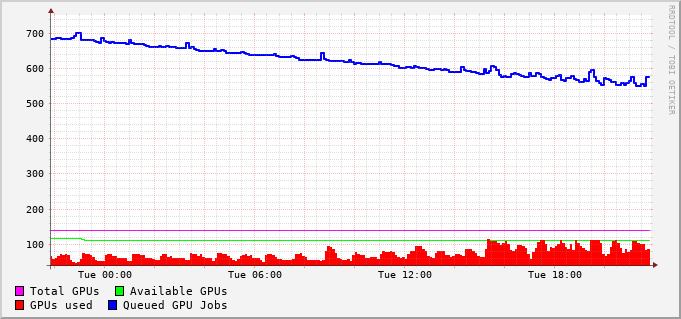 700
600
500
400
300
200
100
Tue 00:00 Tue 06:00 Tue 12:00 Tue 18:00
Total GPUs Available GPUs
GPUs used Queued GPU Jobs
RRDTOOL / TOBI OETIKER